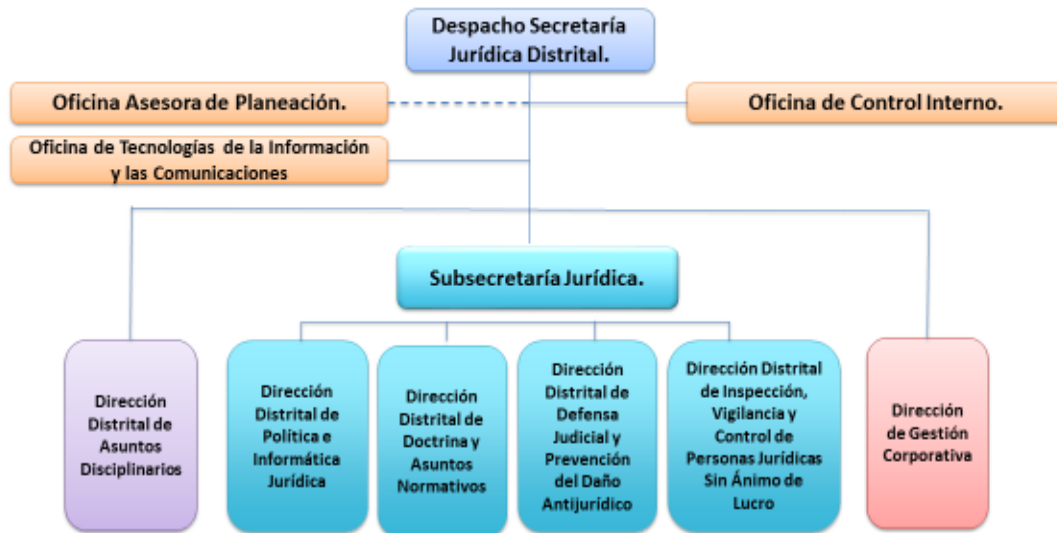 Despacho Secretaría
Jurídica Distrital.
Oficina Asesora de Planeación.
Oficina de Control Interno.
Oficina de Tecnologías de la Información
y las Comunicaciones
Subsecretaría Jurídica.
Dirección
Distrital de
Asuntos
Disciplinarios
Dirección
Distrital de
Política e
Informática
Jurídica
Dirección
Distrital de
Doctrina y
Asuntos
Normativos
Dirección
Distrital de
Defensa
Judicial y
Prevención
del Daño
Antijurídico
Dirección Distrital
de Inspección,
Vigilancia y
Control de
Personas Jurídicas
Sin Ánimo de
Lucro
Dirección
de Gestión
Corporativa